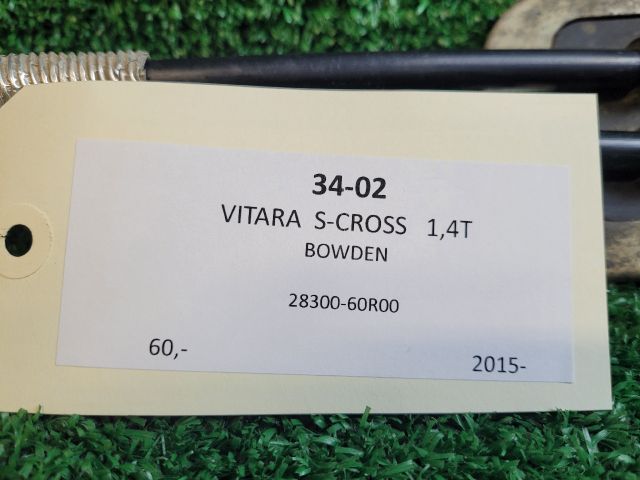 34-02
VITARA S-CROSS 1,4T
BOWDEN
28300-60R00
60,- 2015-